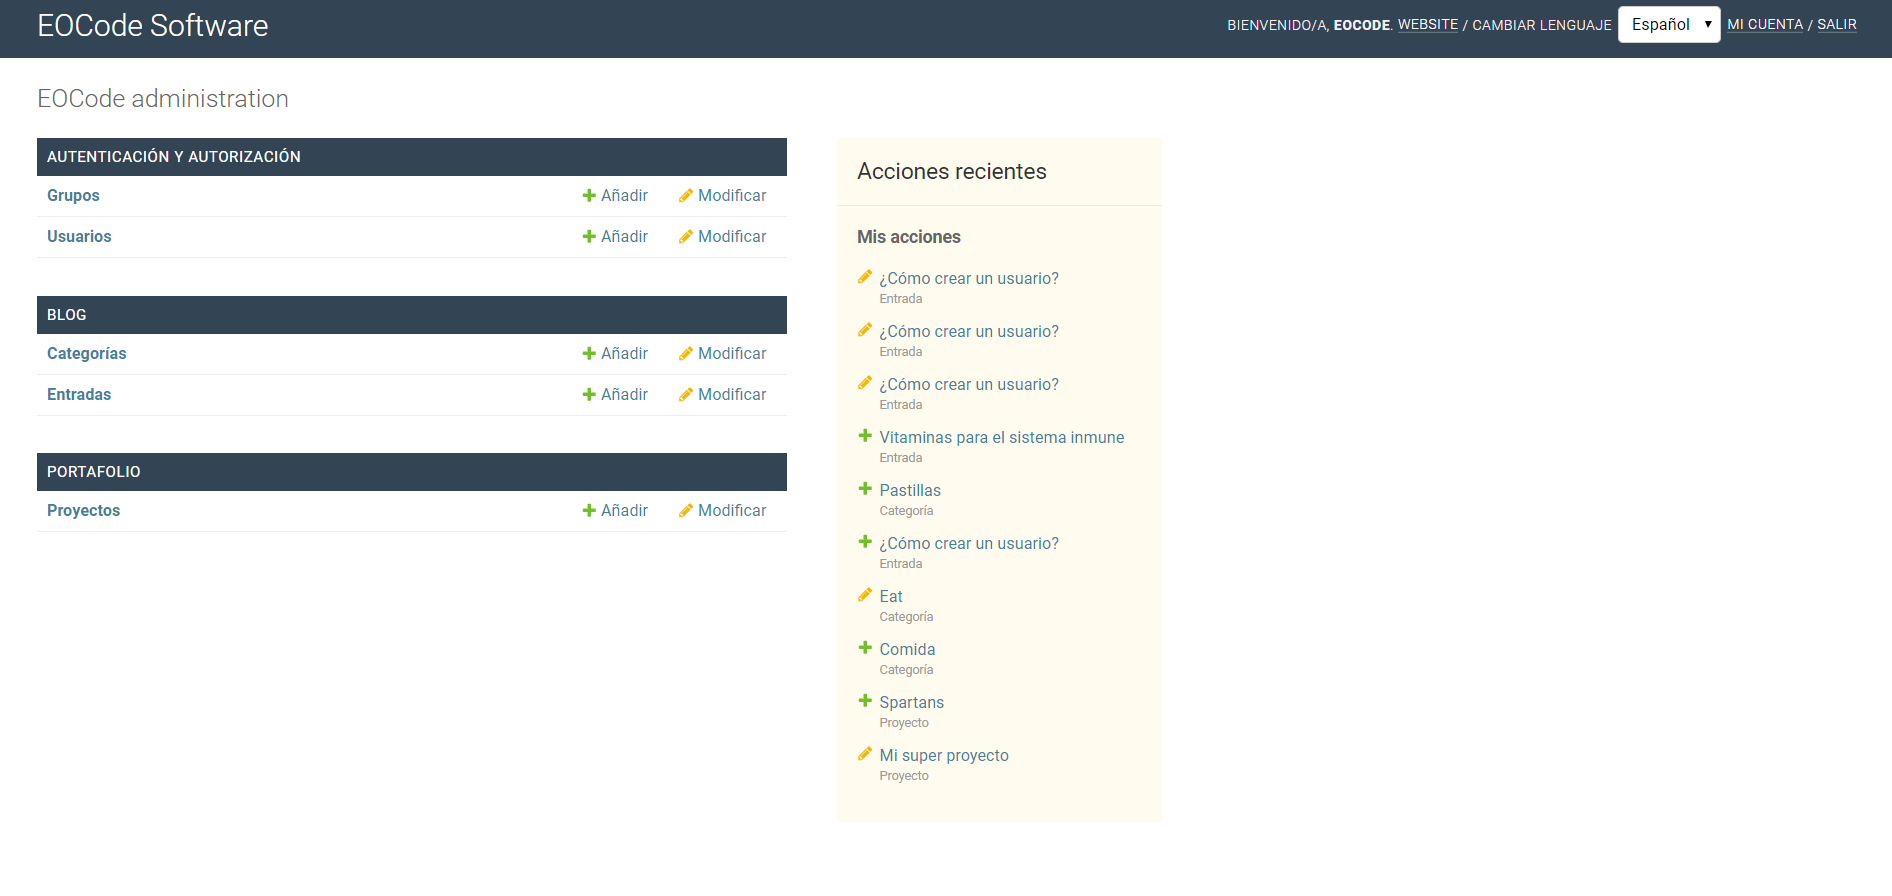 EOCode Software
BIENVENIDO/A, EOCODE. WEBSITE / CAMBIAR LENGUAJE Español MI CUENTA / SALIR
EOCode administration
AUTENTICACIÓN Y AUTORIZACIÓN
Grupos Añadir Modificar
Usuarios Añadir Modificar
BLOG
Categorías Añadir Modificar
Entradas Añadir Modificar
PORTAFOLIO
Proyectos Añadir Modificar
Acciones recientes
Mis acciones
¿Cómo crear un usuario?
Entrada
¿Cómo crear un usuario?
Entrada
¿Cómo crear un usuario?
Entrada
Vitaminas para el sistema inmune
Entrada
Pastillas
Categoría
¿Cómo crear un usuario?
Entrada
Eat
Categoría
Comida
Categoría
Spartans
Proyecto
Mi super proyecto
Proyecto